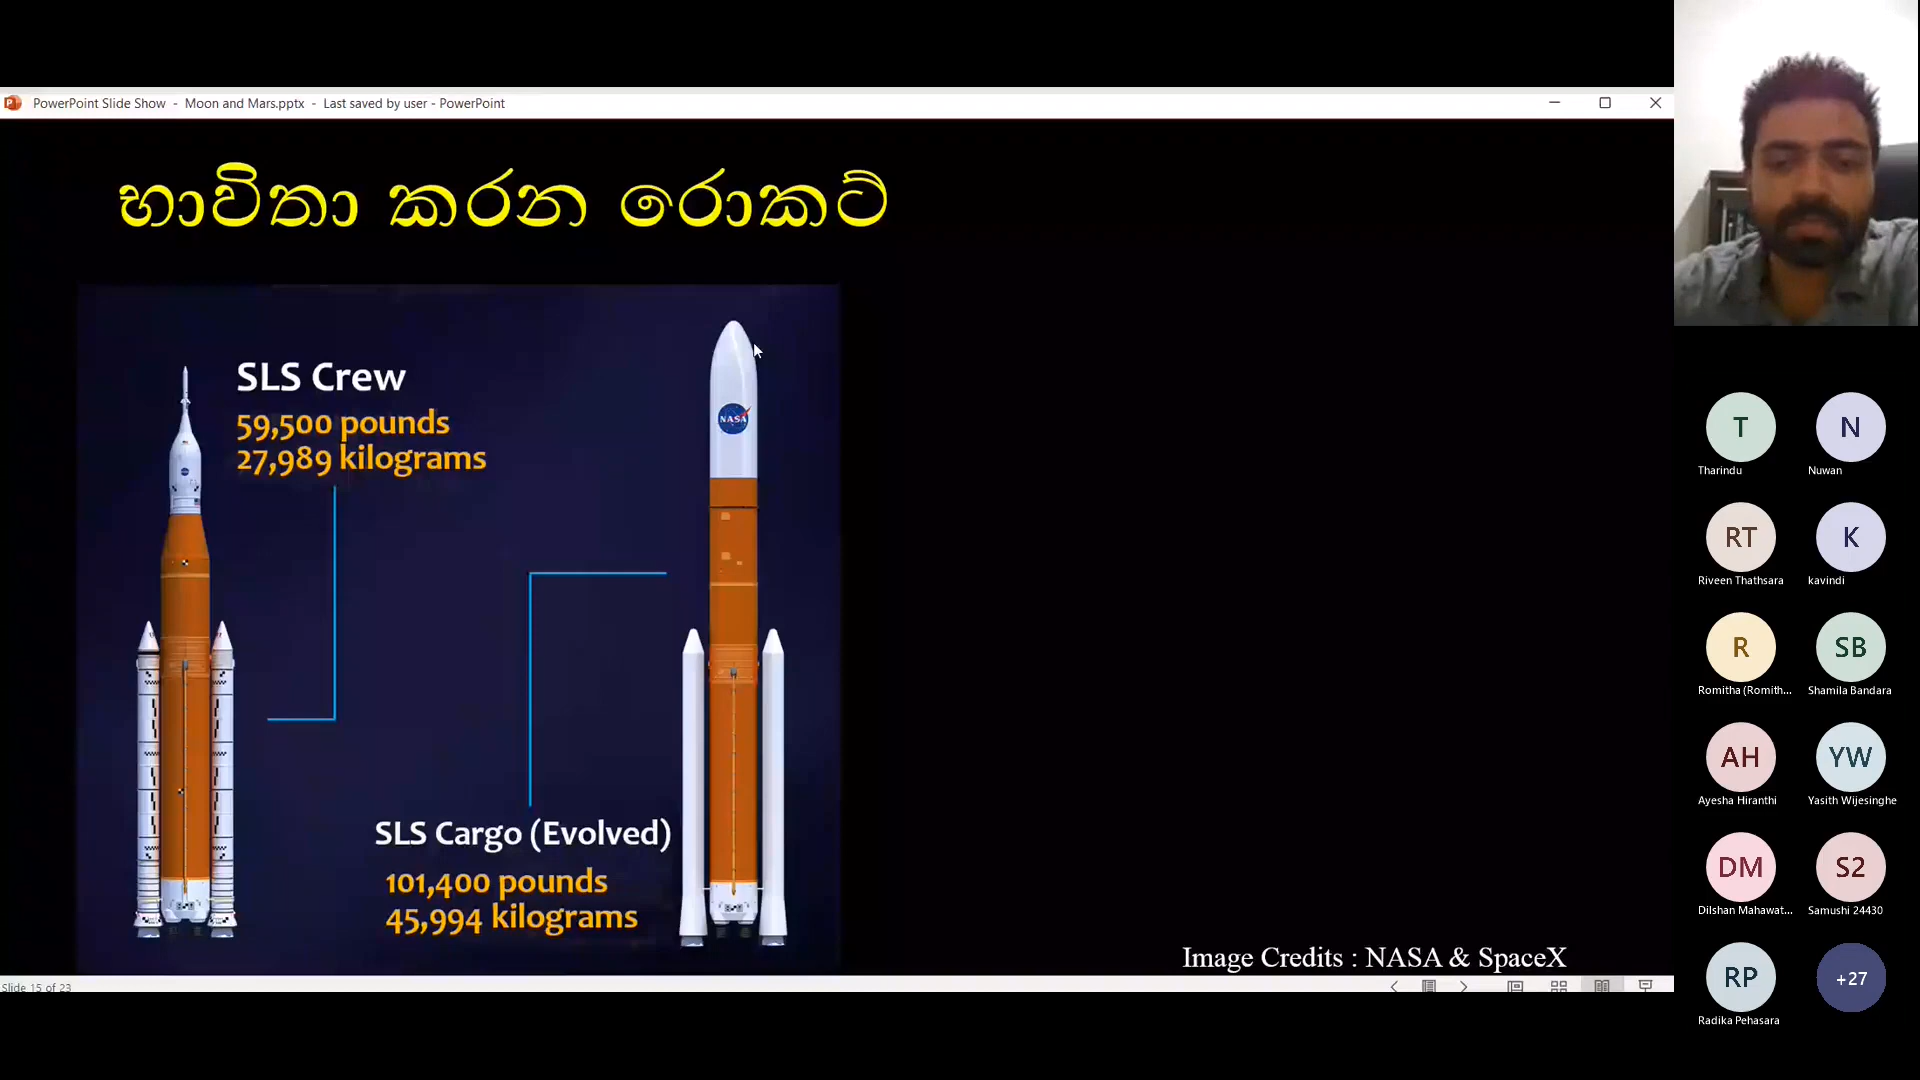 PowerPoint Slide Show - Moon and Mars.pptx - Last saved by user - PowerPoint
භාවිතා කරන රොකට්
SLS Crew
59,500 pounds
27,989 kilograms
NASA
SLS Cargo (Evolved)
101,400 pounds
45,994 kilograms
Image Credits : NASA & SpaceX
Slide 15 of 23
T
Tharindu
N
Nuwan
RT
Riveen Thathsara
K
kavindi
R
Romitha (Romith...
SB
Shamila Bandara
AH
Ayesha Hiranthi
YW
Yasith Wijesinghe
DM
Dilshan Mahawat...
S2
Samushi 24430
RP
Radika Pehasara
+27